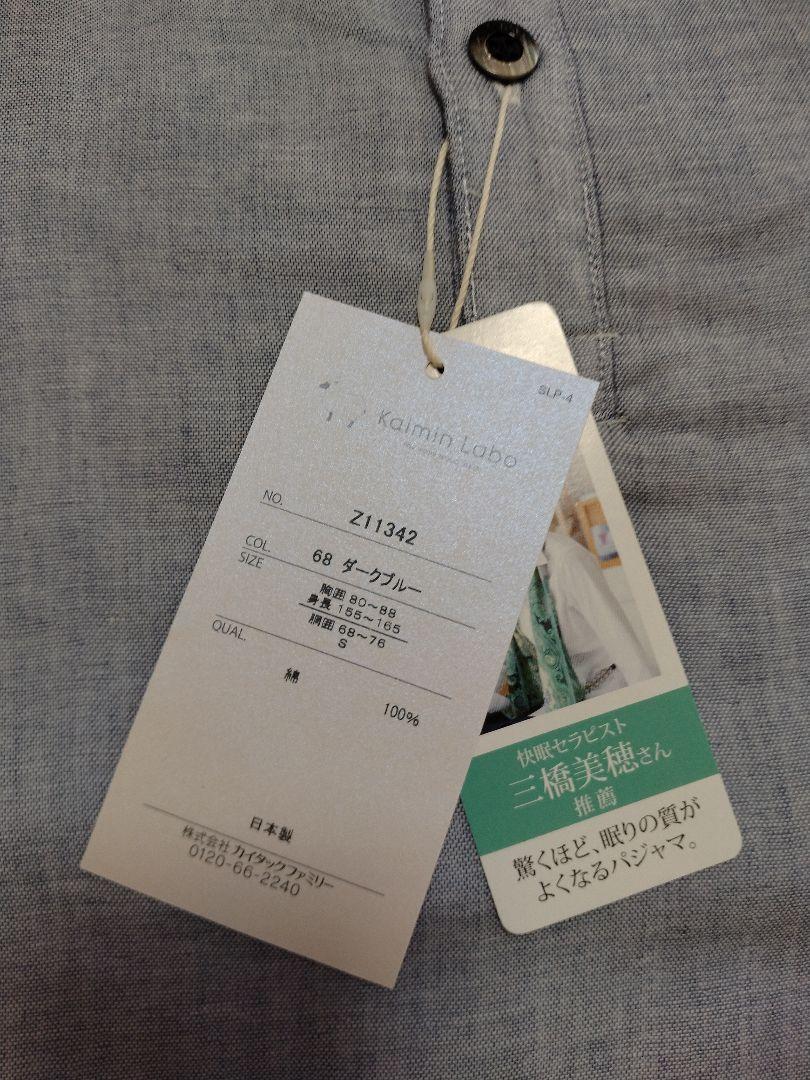 SLP-4
Kaimin Labo
NO.
Z11342
COL.
68 ダークブルー
SIZE
胸囲 80～88
身長 155～165
胴囲 68～76
S
QUAL.
綿
100%
日本製
株式会社カイタックファミリー
0120-66-2240
快眠セラピスト
三橋美穂さん
推薦
驚くほど、眠りの質が
よくなるパジャマ。